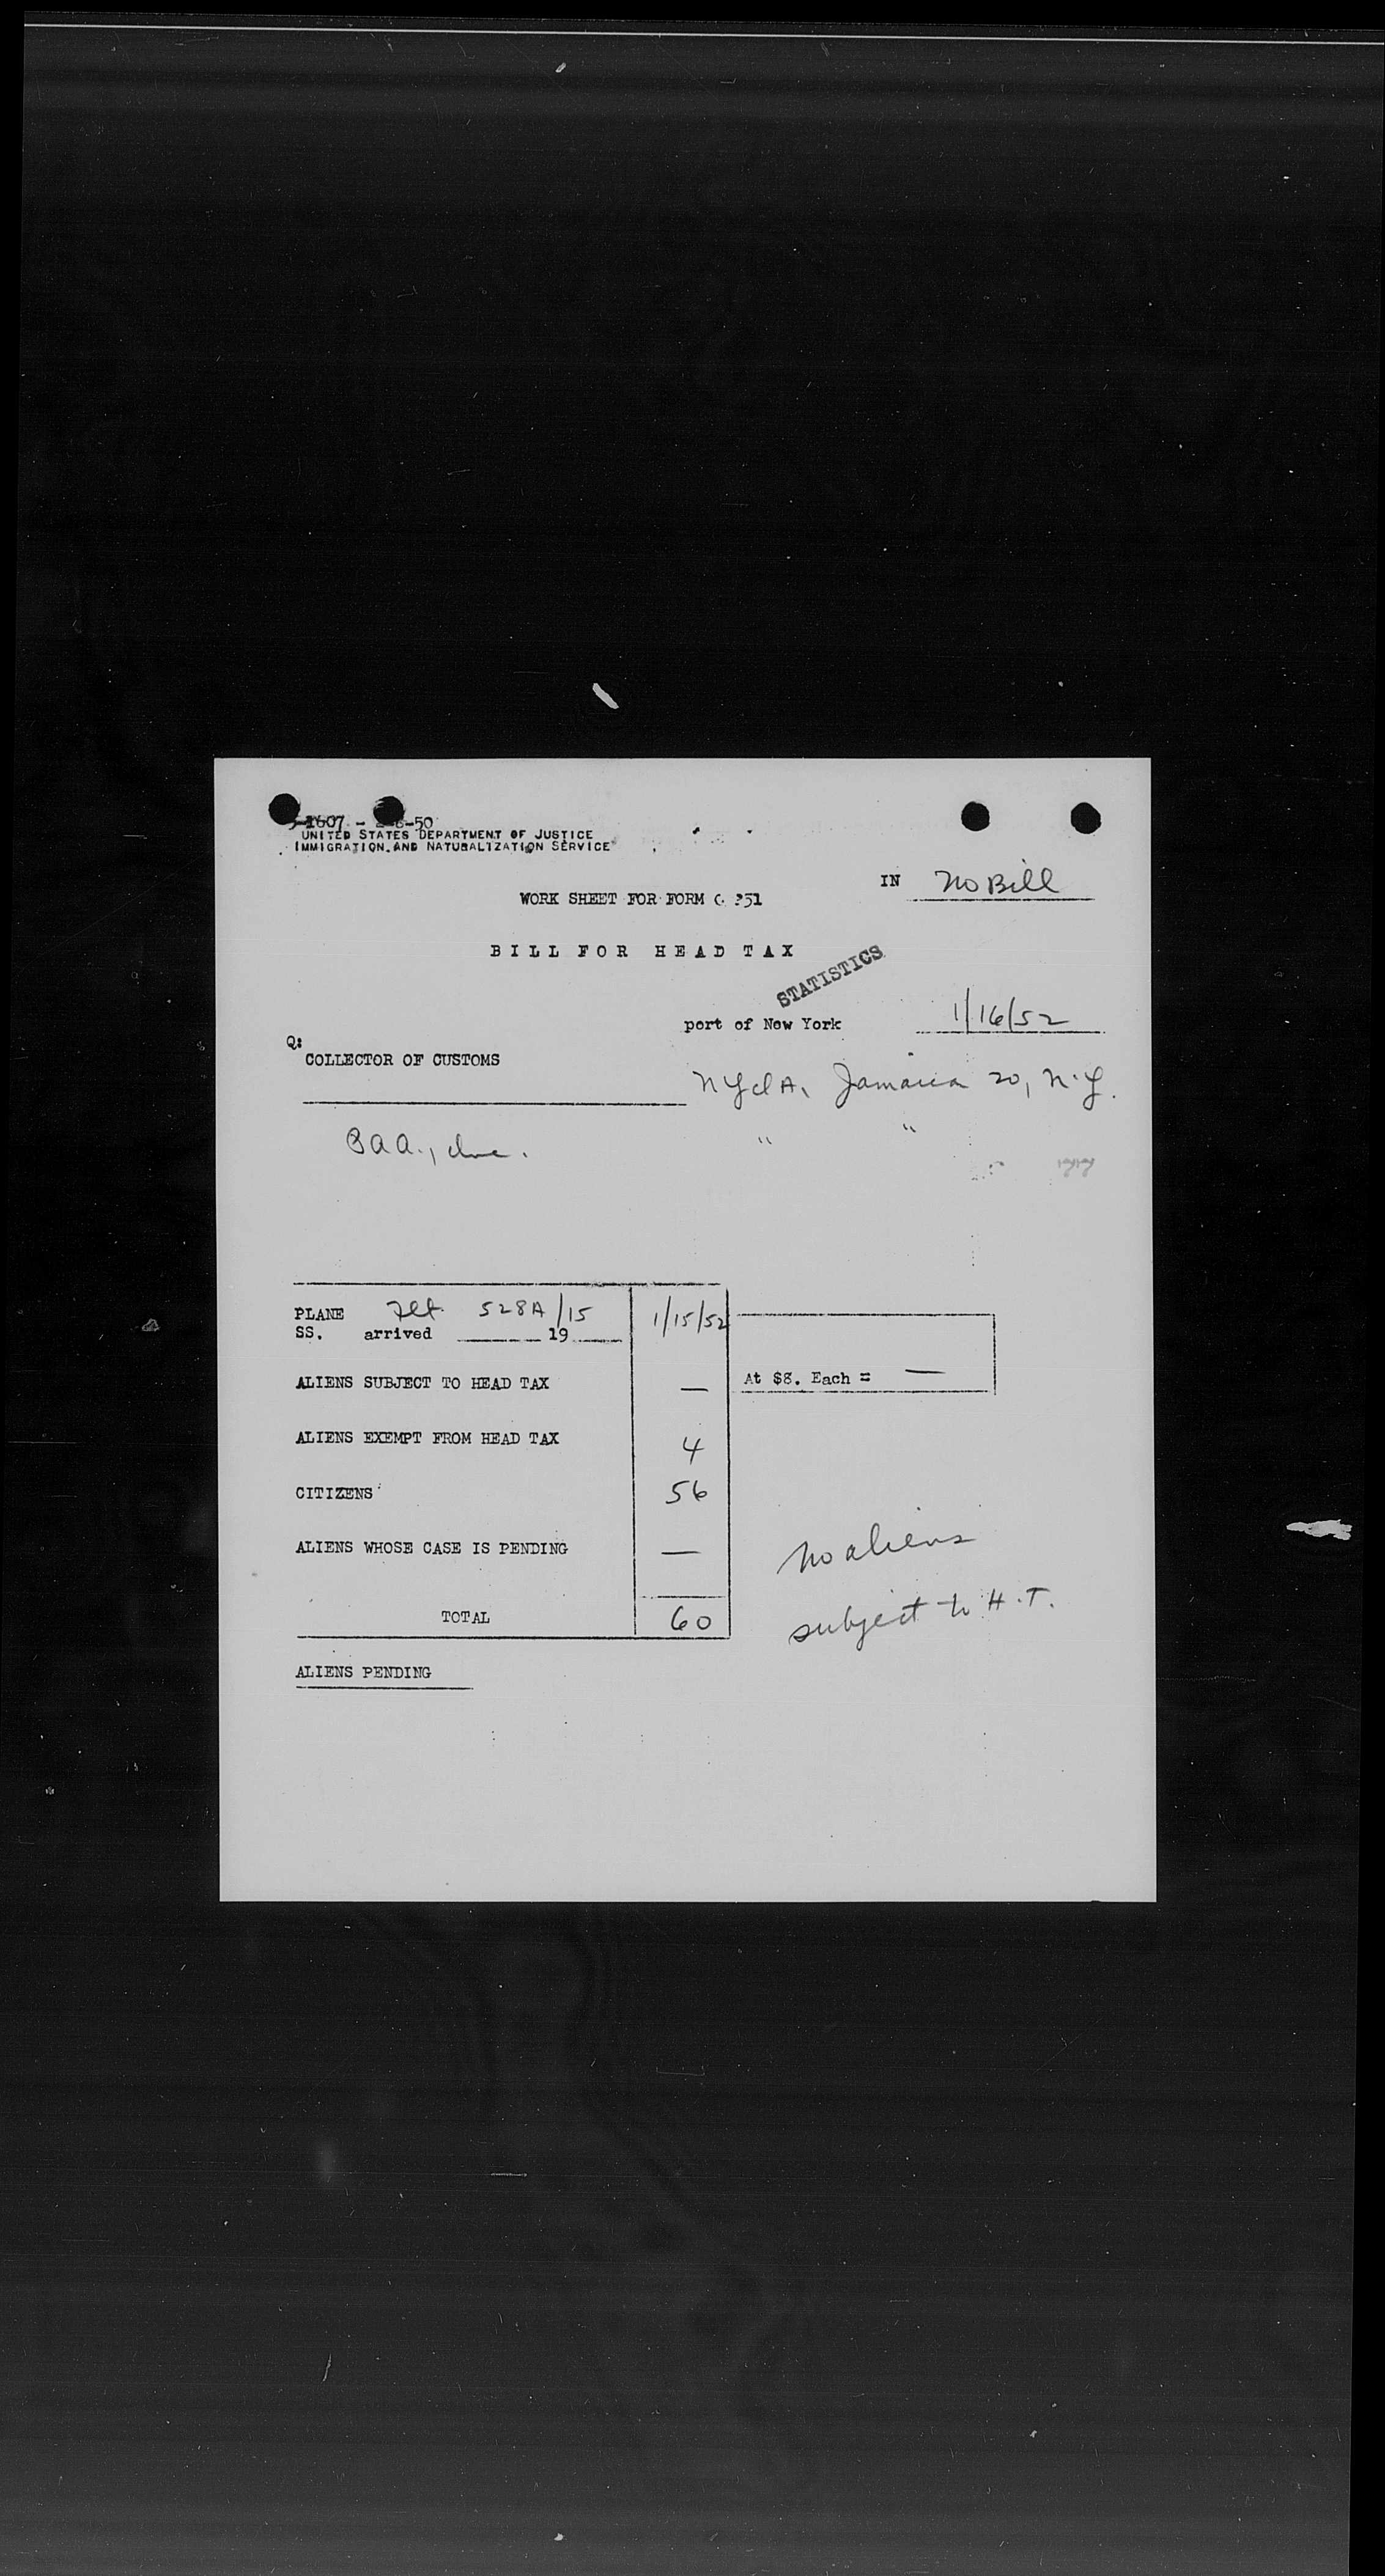 -50
UNITED STATES DEPARTMENT OF JUSTICE
IMMIGRATION AND NATURALIZATION SERVICE
IN No Bill
WORK SHEET FOR FORM 351
BILL FOR HEAD TAX
STATISTICS
port of New York 1/16/52
Q:
COLLECTOR OF CUSTOMS
Jamaica 20, N.Y.
" "
PLANE Flt. 528A/15 1/15/52
SS. arrived 19
ALIENS SUBJECT TO HEAD TAX — At $8. Each = —
ALIENS EXEMPT FROM HEAD TAX 4
CITIZENS 56
ALIENS WHOSE CASE IS PENDING —
No aliens
subject to H.T.
TOTAL 60
ALIENS PENDING